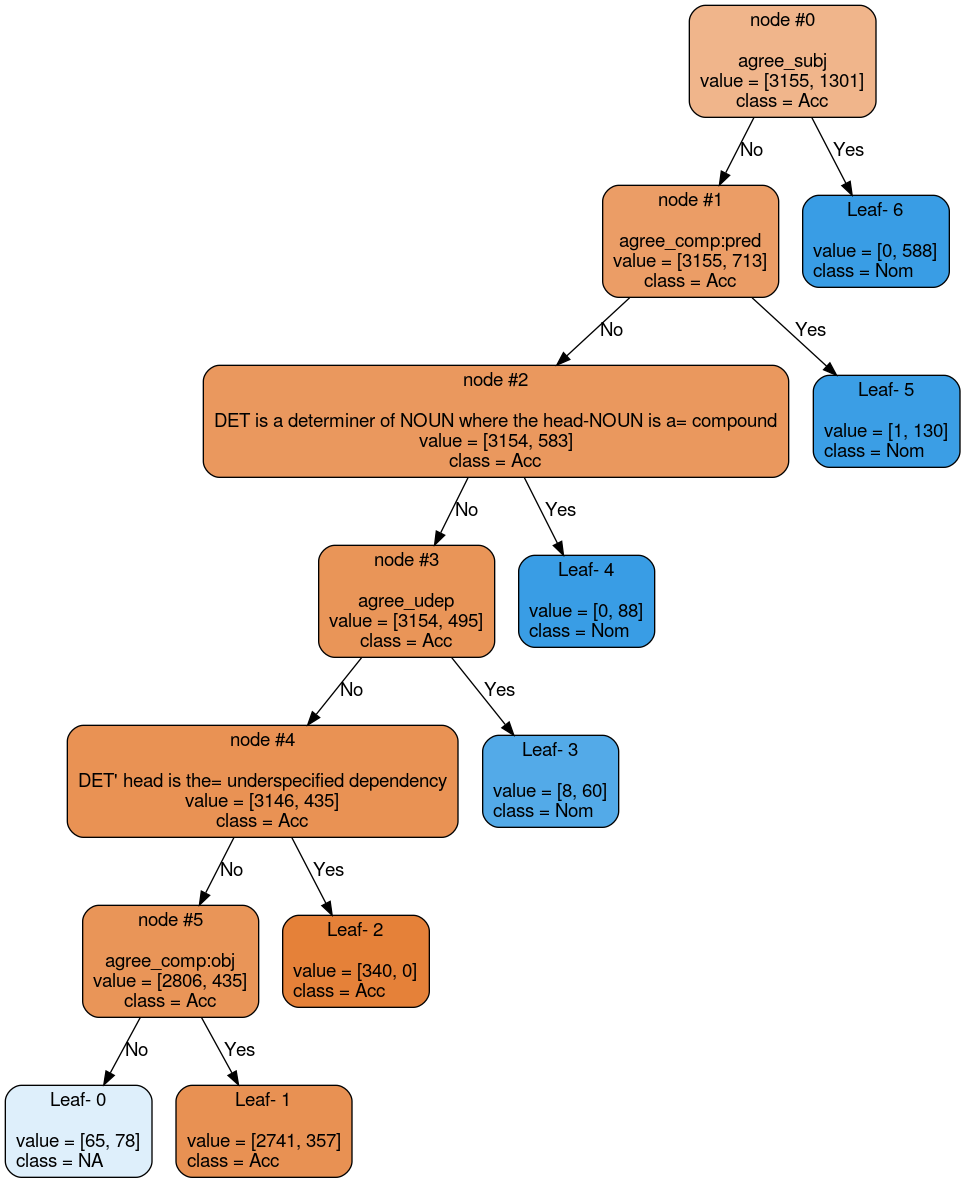 node #0
agree_subj
value = [3155, 1301]
class = Acc
No
Yes
node #1
agree_comp:pred
value = [3155, 713]
class = Acc
Leaf- 6
value = [0, 588]
class = Nom
No
Yes
node #2
DET is a determiner of NOUN where the head-NOUN is a= compound
value = [3154, 583]
class = Acc
Leaf- 5
value = [1, 130]
class = Nom
No
Yes
node #3
agree_udep
value = [3154, 495]
class = Acc
Leaf- 4
value = [0, 88]
class = Nom
No
Yes
node #4
DET' head is the= underspecified dependency
value = [3146, 435]
class = Acc
Leaf- 3
value = [8, 60]
class = Nom
No
Yes
node #5
agree_comp:obj
value = [2806, 435]
class = Acc
Leaf- 2
value = [340, 0]
class = Acc
No
Yes
Leaf- 0
value = [65, 78]
class = NA
Leaf- 1
value = [2741, 357]
class = Acc